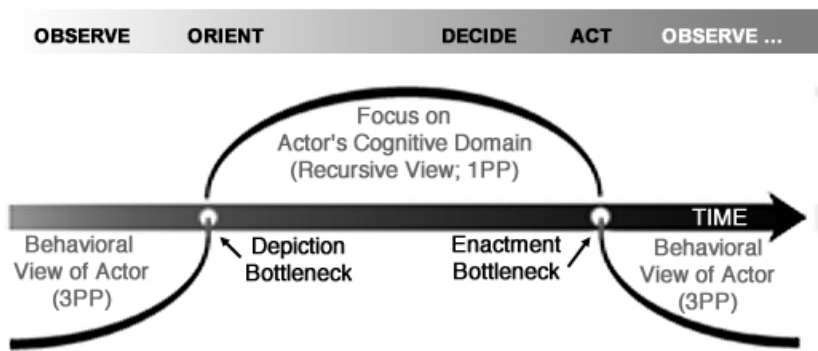 OBSERVE ORIENT DECIDE ACT OBSERVE ...
Focus on
Actor's Cognitive Domain
(Recursive View; 1PP)
TIME
Behavioral
View of Actor
(3PP)
Depiction
Bottleneck
Enactment
Bottleneck
Behavioral
View of Actor
(3PP)